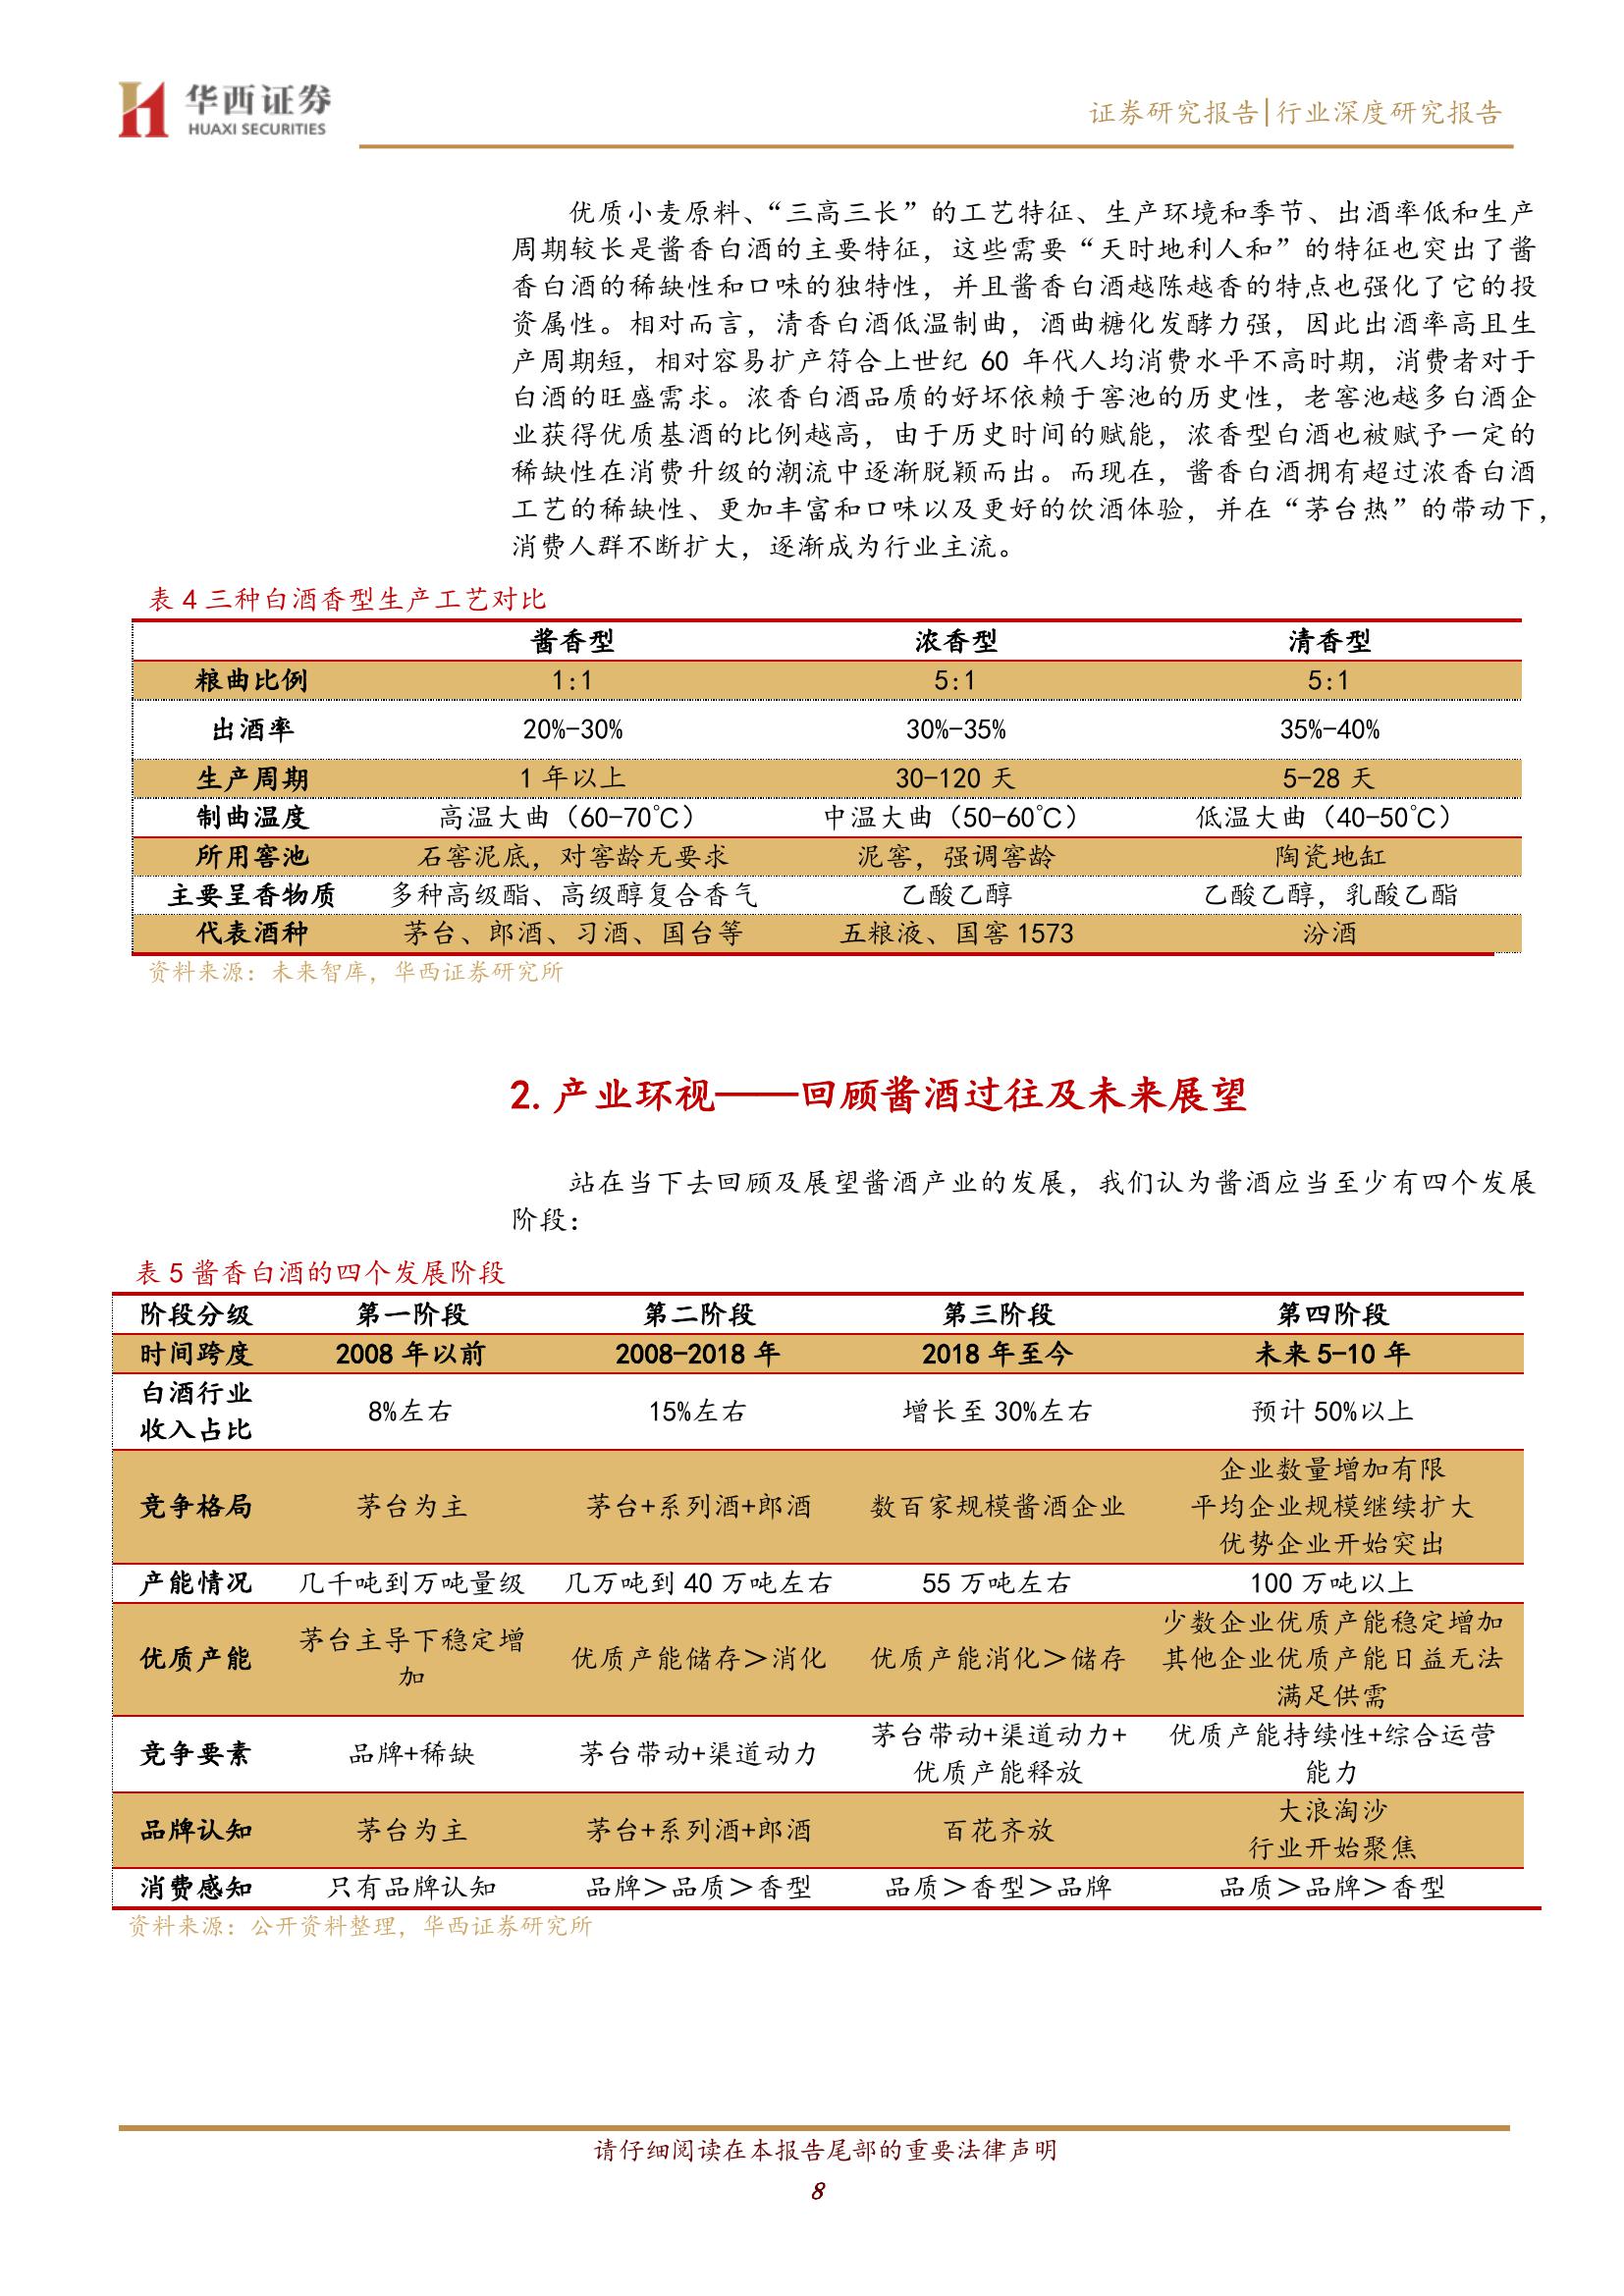 华西证券
HUAXI SECURITIES
证券研究报告|行业深度研究报告
优质小麦原料、“三高三长”的工艺特征、生产环境和季节、出酒率低和生产
周期较长是酱香白酒的主要特征，这些需要“天时地利人和”的特征也突出了酱
香白酒的稀缺性和口味的独特性，并且酱香白酒越陈越香的特点也强化了它的投
资属性。相对而言，清香白酒低温制曲，酒曲糖化发酵力强，因此出酒率高且生
产周期短，相对容易扩产符合上世纪 60 年代人均消费水平不高时期，消费者对于
白酒的旺盛需求。浓香白酒品质的好坏依赖于窖池的历史性，老窖池越多白酒企
业获得优质基酒的比例越高，由于历史时间的赋能，浓香型白酒也被赋予一定的
稀缺性在消费升级的潮流中逐渐脱颖而出。而现在，酱香白酒拥有超过浓香白酒
工艺的稀缺性、更加丰富和口味以及更好的饮酒体验，并在“茅台热”的带动下，
消费人群不断扩大，逐渐成为行业主流。
表 4 三种白酒香型生产工艺对比
酱香型 浓香型 清香型
粮曲比例 1:1 5:1 5:1
出酒率 20%-30% 30%-35% 35%-40%
生产周期 1 年以上 30-120 天 5-28 天
制曲温度 高温大曲（60-70℃） 中温大曲（50-60℃） 低温大曲（40-50℃）
所用窖池 石窖泥底，对窖龄无要求 泥窖，强调窖龄 陶瓷地缸
主要呈香物质 多种高级酯、高级醇复合香气 乙酸乙醇 乙酸乙醇，乳酸乙酯
代表酒种 茅台、郎酒、习酒、国台等 五粮液、国窖 1573 汾酒
资料来源：未来智库，华西证券研究所
2. 产业环视——回顾酱酒过往及未来展望
站在当下去回顾及展望酱酒产业的发展，我们认为酱酒应当至少有四个发展
阶段：
表 5 酱香白酒的四个发展阶段
阶段分级 第一阶段 第二阶段 第三阶段 第四阶段
时间跨度 2008 年以前 2008-2018 年 2018 年至今 未来 5-10 年
白酒行业
收入占比 8%左右 15%左右 增长至 30%左右 预计 50%以上
企业数量增加有限
竞争格局 茅台为主 茅台+系列酒+郎酒 数百家规模酱酒企业 平均企业规模继续扩大
优势企业开始突出
产能情况 几千吨到万吨量级 几万吨到 40 万吨左右 55 万吨左右 100 万吨以上
茅台主导下稳定增 少数企业优质产能稳定增加
优质产能 加 优质产能储存＞消化 优质产能消化＞储存 其他企业优质产能日益无法
满足供需
茅台带动+渠道动力+ 优质产能持续性+综合运营
竞争要素 品牌+稀缺 茅台带动+渠道动力 优质产能释放 能力
大浪淘沙
品牌认知 茅台为主 茅台+系列酒+郎酒 百花齐放 行业开始聚焦
消费感知 只有品牌认知 品牌＞品质＞香型 品质＞香型＞品牌 品质＞品牌＞香型
资料来源：公开资料整理，华西证券研究所
请仔细阅读在本报告尾部的重要法律声明
8